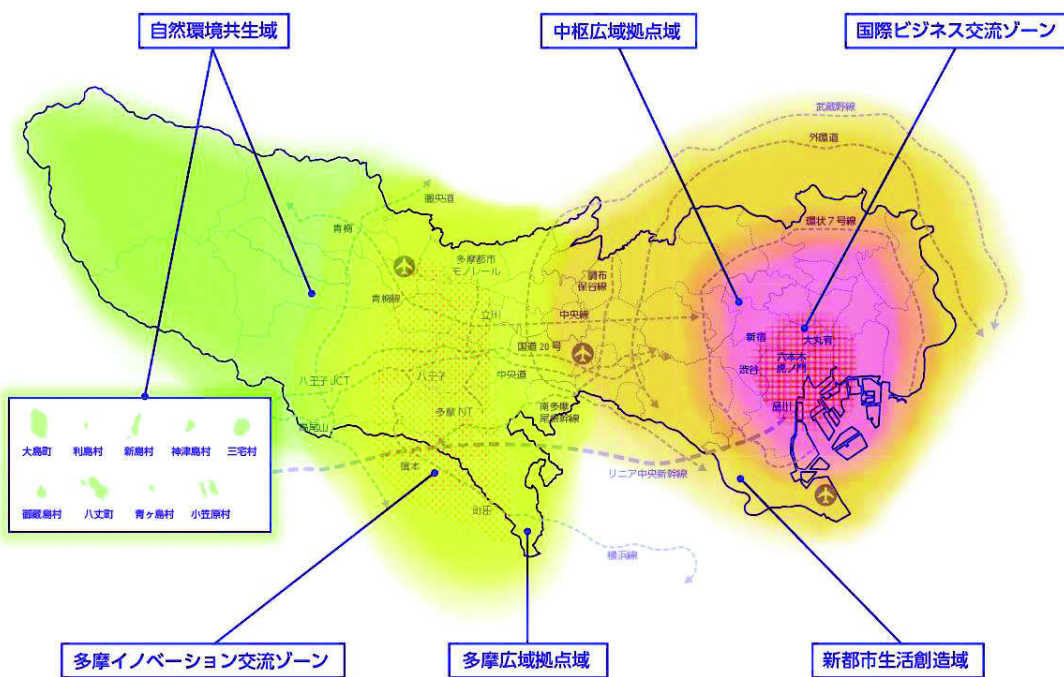 自然環境共生域
中枢広域拠点域
国際ビジネス交流ゾーン
武蔵野線
外環道
圏央道
環状7号線
青梅
多摩都市
モノレール
調布
保谷線
青梅線
立川
中央線
新宿
大丸有
国道20号
六本木
虎ノ門
渋谷
八王子JCT
八王子
中央道
品川
多摩NT
南多摩
尾根幹線
高尾山
橋本
リニア中央新幹線
町田
横浜線
大島町
利島村
新島村
神津島村
三宅村
御蔵島村
八丈町
青ヶ島村
小笠原村
多摩イノベーション交流ゾーン
多摩広域拠点域
新都市生活創造域